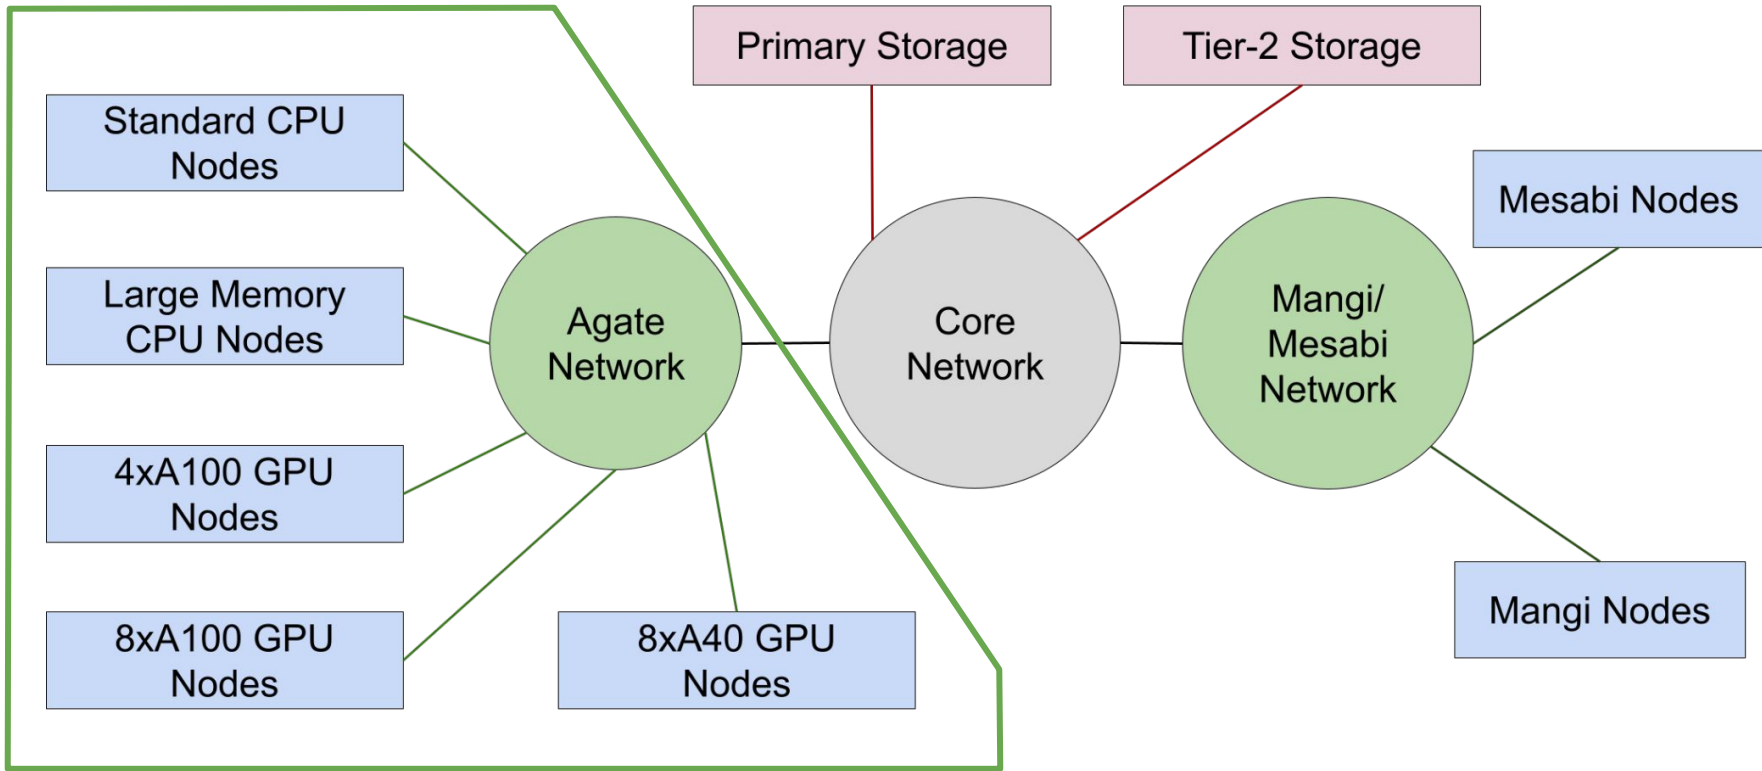 Primary Storage
Tier-2 Storage
Standard CPU
Nodes
Mesabi Nodes
Large Memory
CPU Nodes
Agate
Network
Core
Network
Mangi/
Mesabi
Network
4xA100 GPU
Nodes
8xA100 GPU
Nodes
8xA40 GPU
Nodes
Mangi Nodes